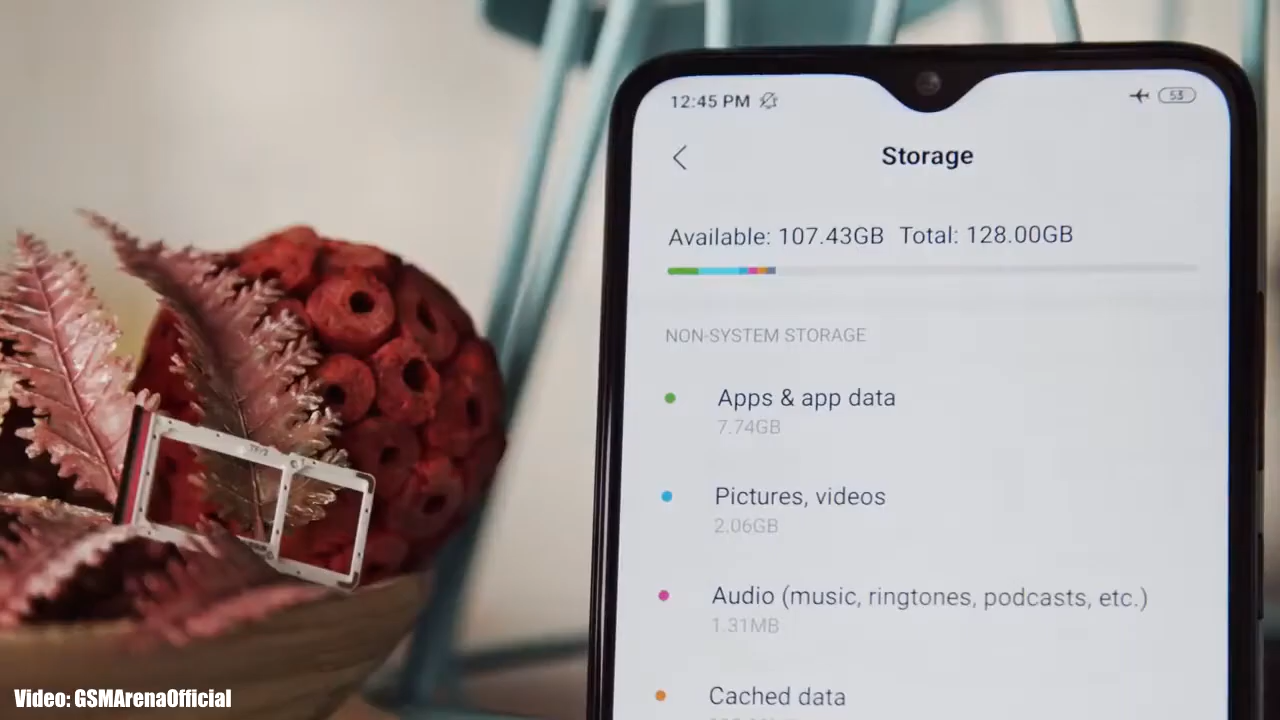 12:45 PM
53
Storage
Available: 107.43GB Total: 128.00GB
NON-SYSTEM STORAGE
Apps & app data
7.74GB
Pictures, videos
2.06GB
Audio (music, ringtones, podcasts, etc.)
1.31MB
Cached data
Video: GSMArenaOfficial